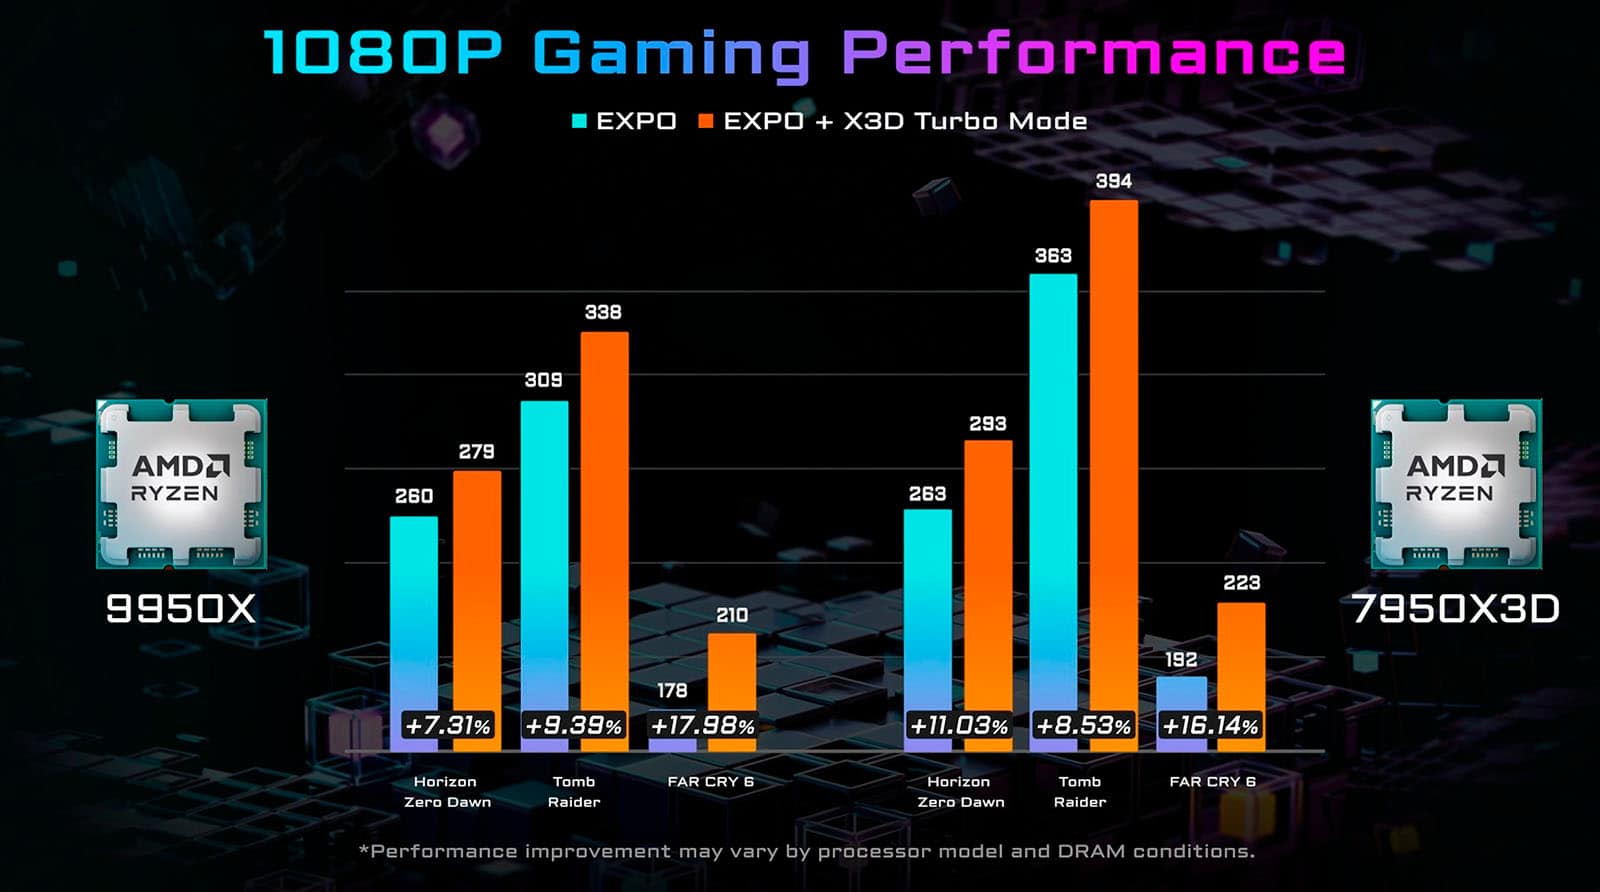 1080P Gaming Performance
EXPO EXPO + X3D Turbo Mode
394
363
338
309
293
279
260
263
223
210
192
178
+7.31% +9.39% +17.98% +11.03% +8.53% +16.14%
AMD
RYZEN
9950X
AMD
RYZEN
7950X3D
Horizon
Zero Dawn
Tomb
Raider
FAR CRY 6
Horizon
Zero Dawn
Tomb
Raider
FAR CRY 6
*Performance improvement may vary by processor model and DRAM conditions.